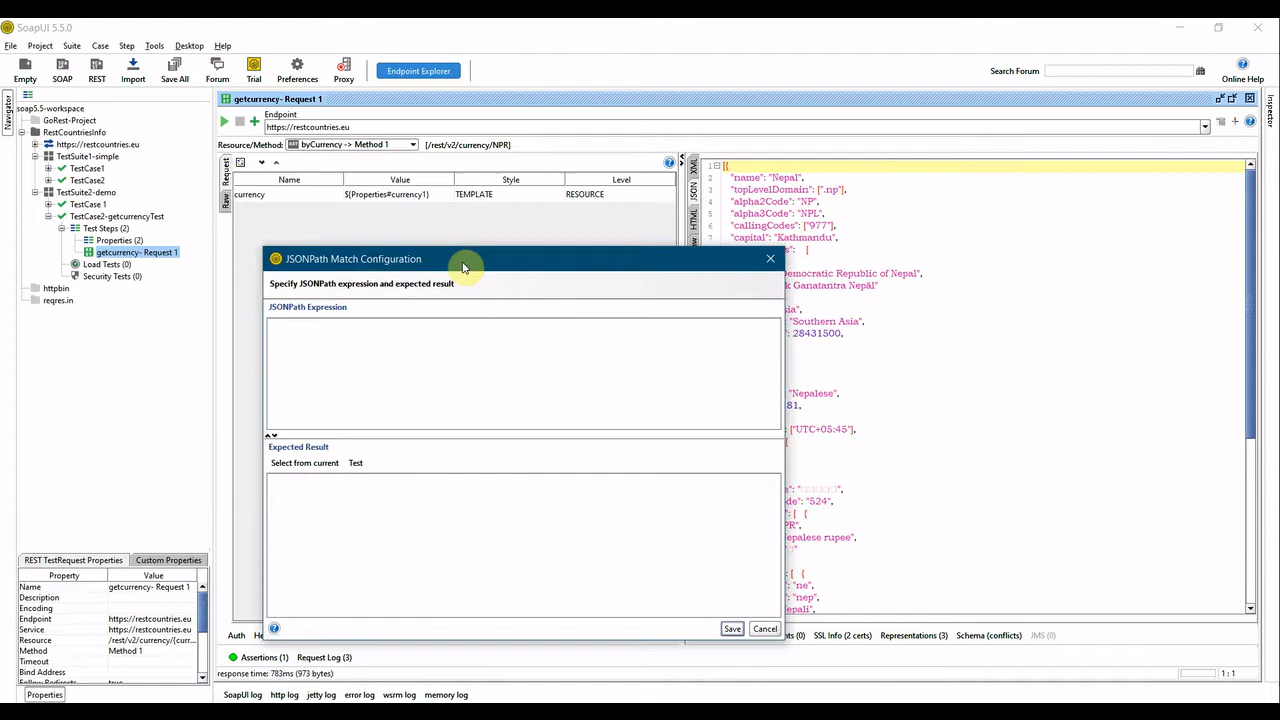 SoapUI 5.5.0
File Project Suite Case Step Tools Desktop Help
Empty SOAP REST Import Save All Forum Trial Preferences Proxy Endpoint Explorer Search Forum Online Help
Navigator
soap5.5-workspace
GoRest-Project
RestCountriesInfo
https://restcountries.eu
TestSuite1-simple
TestCase1
TestCase2
TestSuite2-demo
TestCase 1
TestCase2-getcurrencyTest
Test Steps (2)
Properties (2)
getcurrency- Request 1
Load Tests (0)
Security Tests (0)
httpbin
reqres.in
REST TestRequest Properties Custom Properties
Property Value
Name getcurrency- Request 1
Description
Encoding
Endpoint https://restcountries.eu
Service https://restcountries.eu
Resource /rest/v2/currency/{curr...
Method Method 1
Timeout
Bind Address
Follow Redirects true
Properties
getcurrency- Request 1
Endpoint
https://restcountries.eu
Resource/Method: byCurrency -> Method 1 [/rest/v2/currency/NPR]
Request
Raw
Name Value Style Level
currency ${Properties#currency1} TEMPLATE RESOURCE
JSONPath Match Configuration
Specify JSONPath expression and expected result
JSONPath Expression
Expected Result
Select from current Test
Save Cancel
XML
JSON
HTML
1 [{
2 "name": "Nepal",
3 "topLevelDomain": [".np"],
4 "alpha2Code": "NP",
5 "alpha3Code": "NPL",
6 "callingCodes": ["977"],
7 "capital": "Kathmandu",
[
Democratic Republic of Nepal",
k Ganatantra Nepāl"
sia",
"Southern Asia",
: 28431500,
"Nepalese",
81,
["UTC+05:45"],
[
de": "524",
": [ {
PR",
epalese rupee",
: [ {
"ne",
"nep",
epali",
Inspector
Auth He
ts (0) SSL Info (2 certs) Representations (3) Schema (conflicts) JMS (0)
Assertions (1) Request Log (3)
response time: 783ms (973 bytes)
1 : 1
SoapUI log http log jetty log error log wsrm log memory log